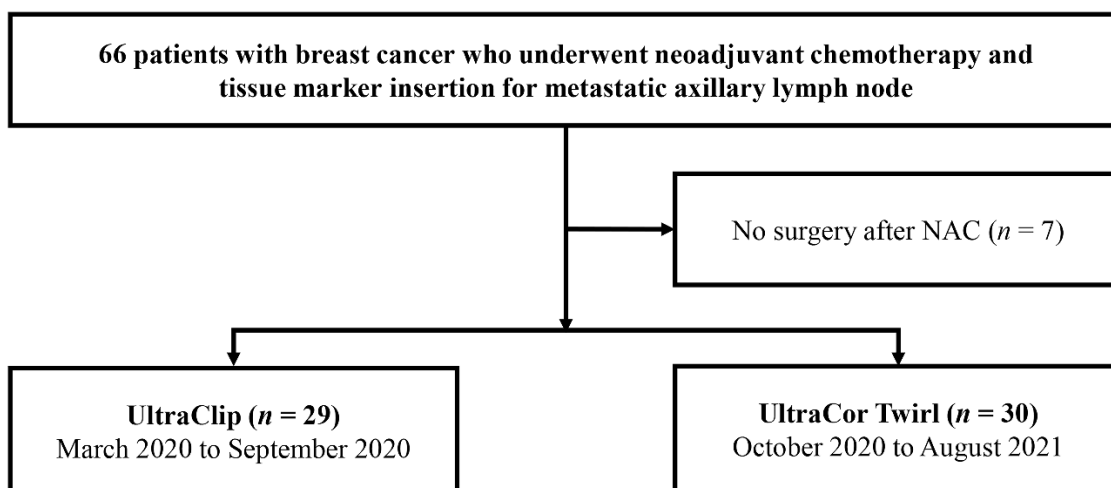 66 patients with breast cancer who underwent neoadjuvant chemotherapy and
tissue marker insertion for metastatic axillary lymph node
No surgery after NAC (n = 7)
UltraClip (n = 29)
March 2020 to September 2020
UltraCor Twirl (n = 30)
October 2020 to August 2021